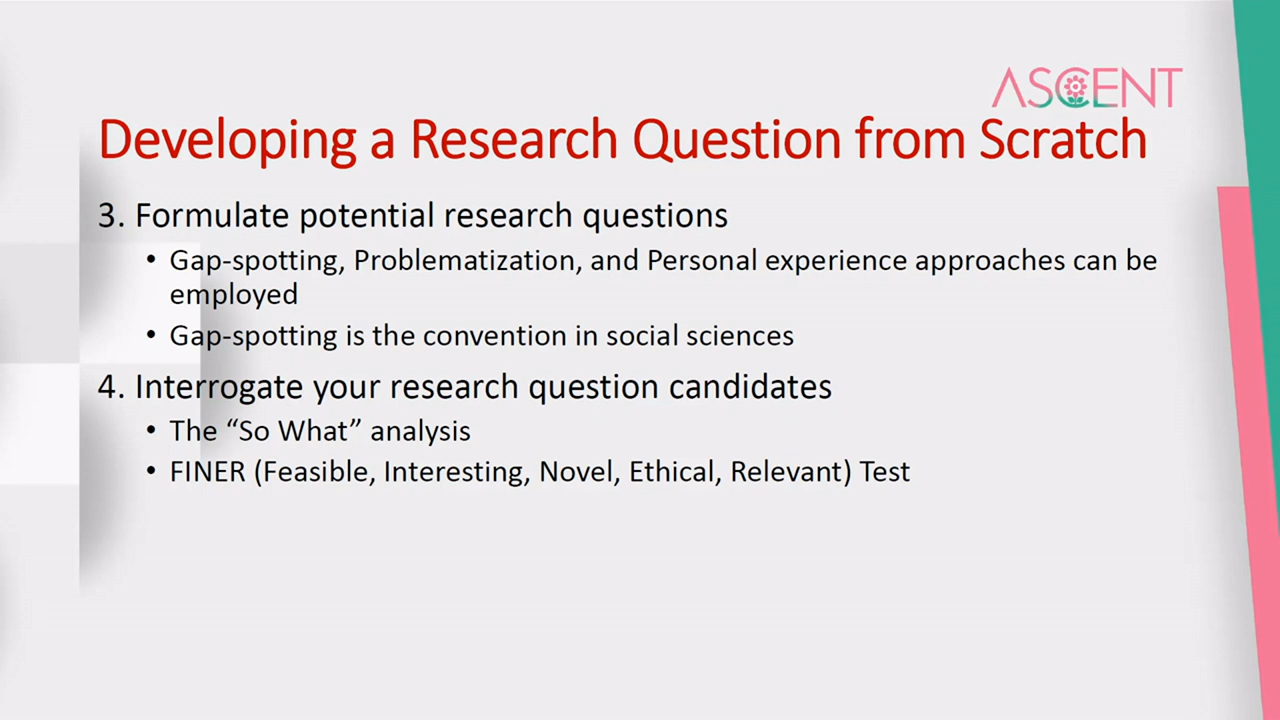 ASCENT
Developing a Research Question from Scratch
3. Formulate potential research questions
• Gap-spotting, Problematization, and Personal experience approaches can be
employed
• Gap-spotting is the convention in social sciences
4. Interrogate your research question candidates
• The “So What” analysis
• FINER (Feasible, Interesting, Novel, Ethical, Relevant) Test